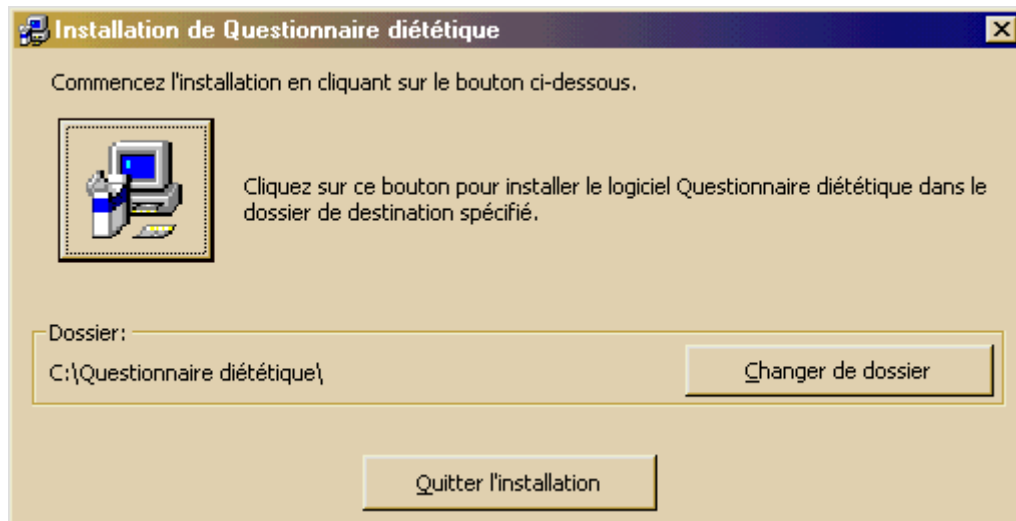 Installation de Questionnaire diététique
Commencez l'installation en cliquant sur le bouton ci-dessous.
Cliquez sur ce bouton pour installer le logiciel Questionnaire diététique dans le
dossier de destination spécifié.
Dossier:
C:\Questionnaire diététique\
Changer de dossier
Quitter l'installation